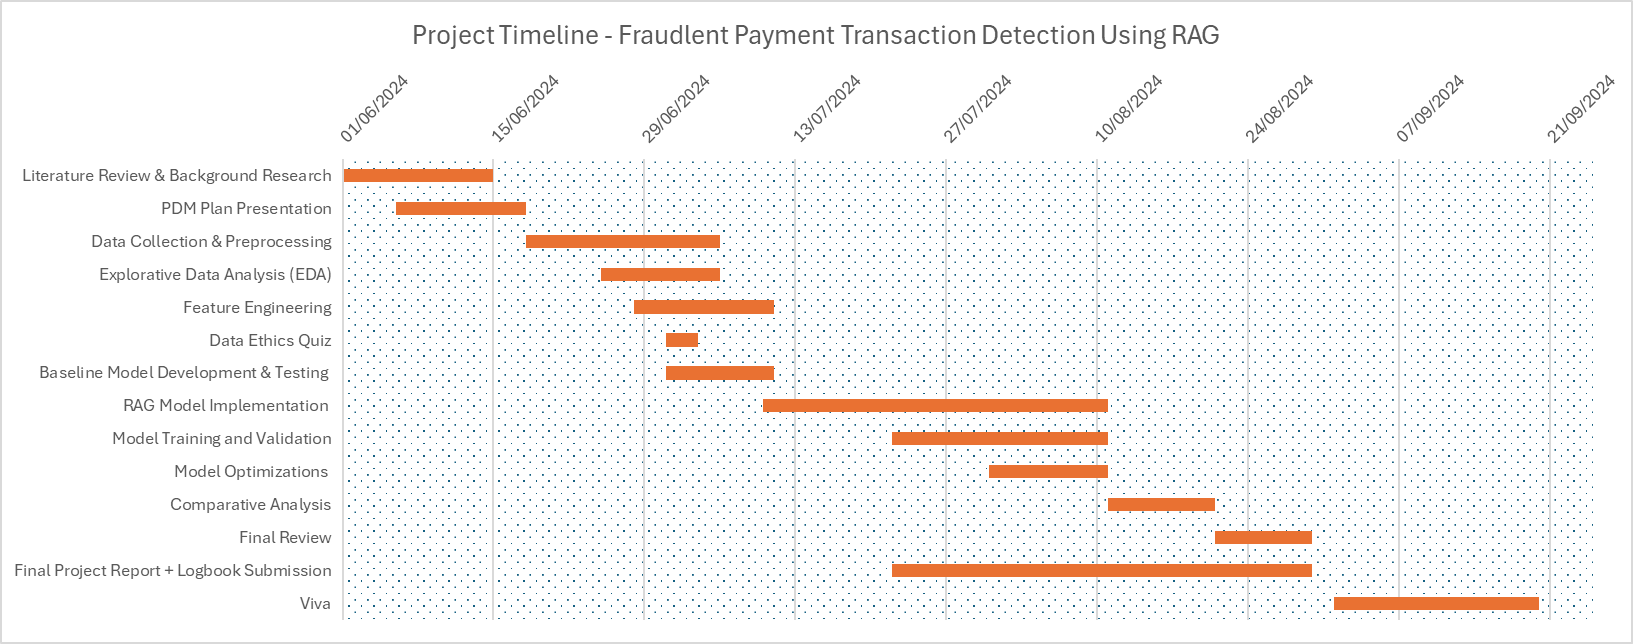 Project Timeline - Fraudlent Payment Transaction Detection Using RAG
01/06/2024
15/06/2024
29/06/2024
13/07/2024
27/07/2024
10/08/2024
24/08/2024
07/09/2024
21/09/2024
Literature Review & Background Research
PDM Plan Presentation
Data Collection & Preprocessing
Explorative Data Analysis (EDA)
Feature Engineering
Data Ethics Quiz
Baseline Model Development & Testing
RAG Model Implementation
Model Training and Validation
Model Optimizations
Comparative Analysis
Final Review
Final Project Report + Logbook Submission
Viva